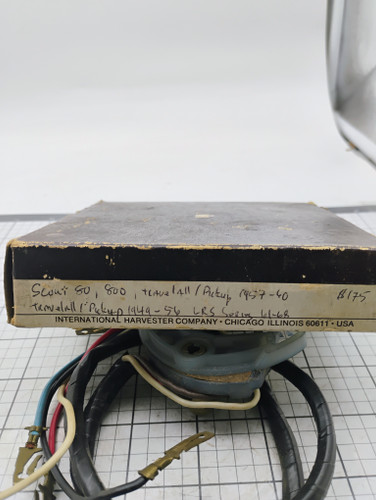 Scout 80, 800, Travelall / Pickup 1957-60 $175
Travelall / Pickup 1949-56 Series 61-68
INTERNATIONAL HARVESTER COMPANY · CHICAGO ILLINOIS 60611 · USA